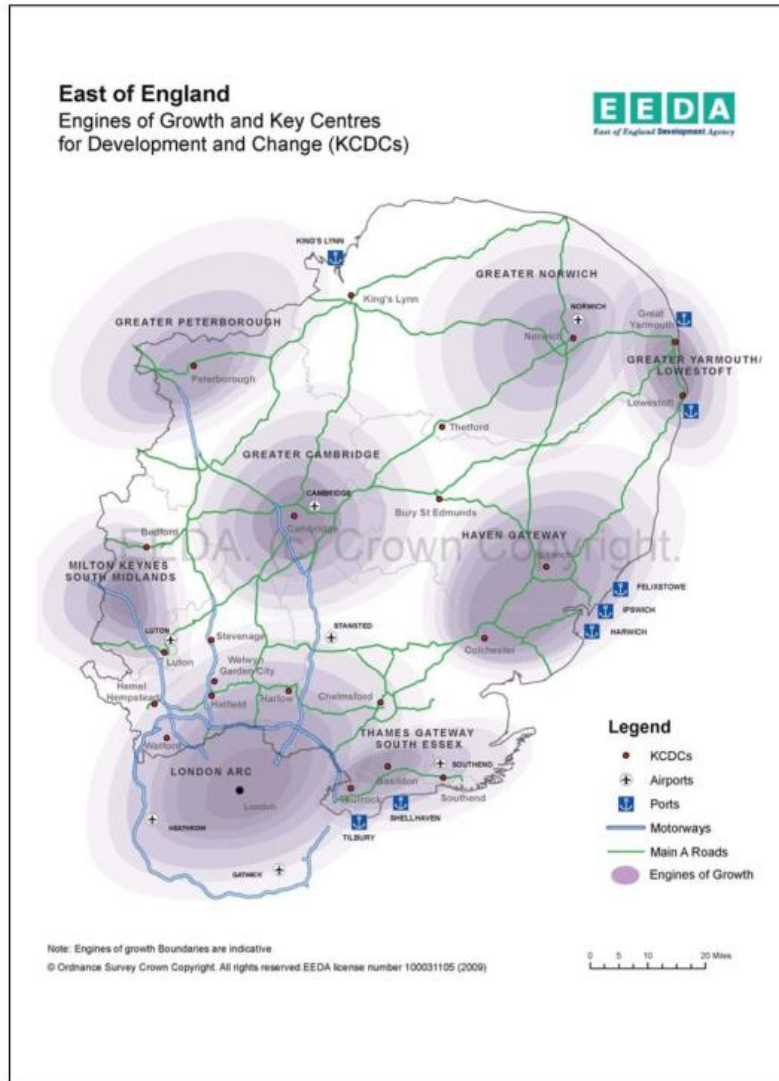 East of England
Engines of Growth and Key Centres
for Development and Change (KCDCs)
EEDA
East of England Development Agency
KING'S LYNN
King's Lynn
GREATER NORWICH
NORWICH
Norwich
Great
Yarmouth
GREATER YARMOUTH/
LOWESTOFT
Lowestoft
GREATER PETERBOROUGH
Peterborough
Thetford
GREATER CAMBRIDGE
CAMBRIDGE
Cambridge
Bury St Edmunds
HAVEN GATEWAY
Ipswich
EEDA. (c) Crown Copyright.
Bedford
MILTON KEYNES
SOUTH MIDLANDS
FELIXSTOWE
IPSWICH
HARWICH
LUTON
Luton
Stevenage
STANSTED
Colchester
Welwyn
Garden City
Hemel
Hempstead
Hatfield
Harlow
Chelmsford
Watford
THAMES GATEWAY
SOUTH ESSEX
SOUTHEND
Basildon
Southend
LONDON ARC
London
Thurrock
SHELLHAVEN
TILBURY
HEATHROW
GATWICK
Legend
KCDCs
Airports
Ports
Motorways
Main A Roads
Engines of Growth
Note: Engines of growth Boundaries are indicative
© Ordnance Survey Crown Copyright. All rights reserved.EEDA license number 100031105 (2009)
0 5 10 20 Miles